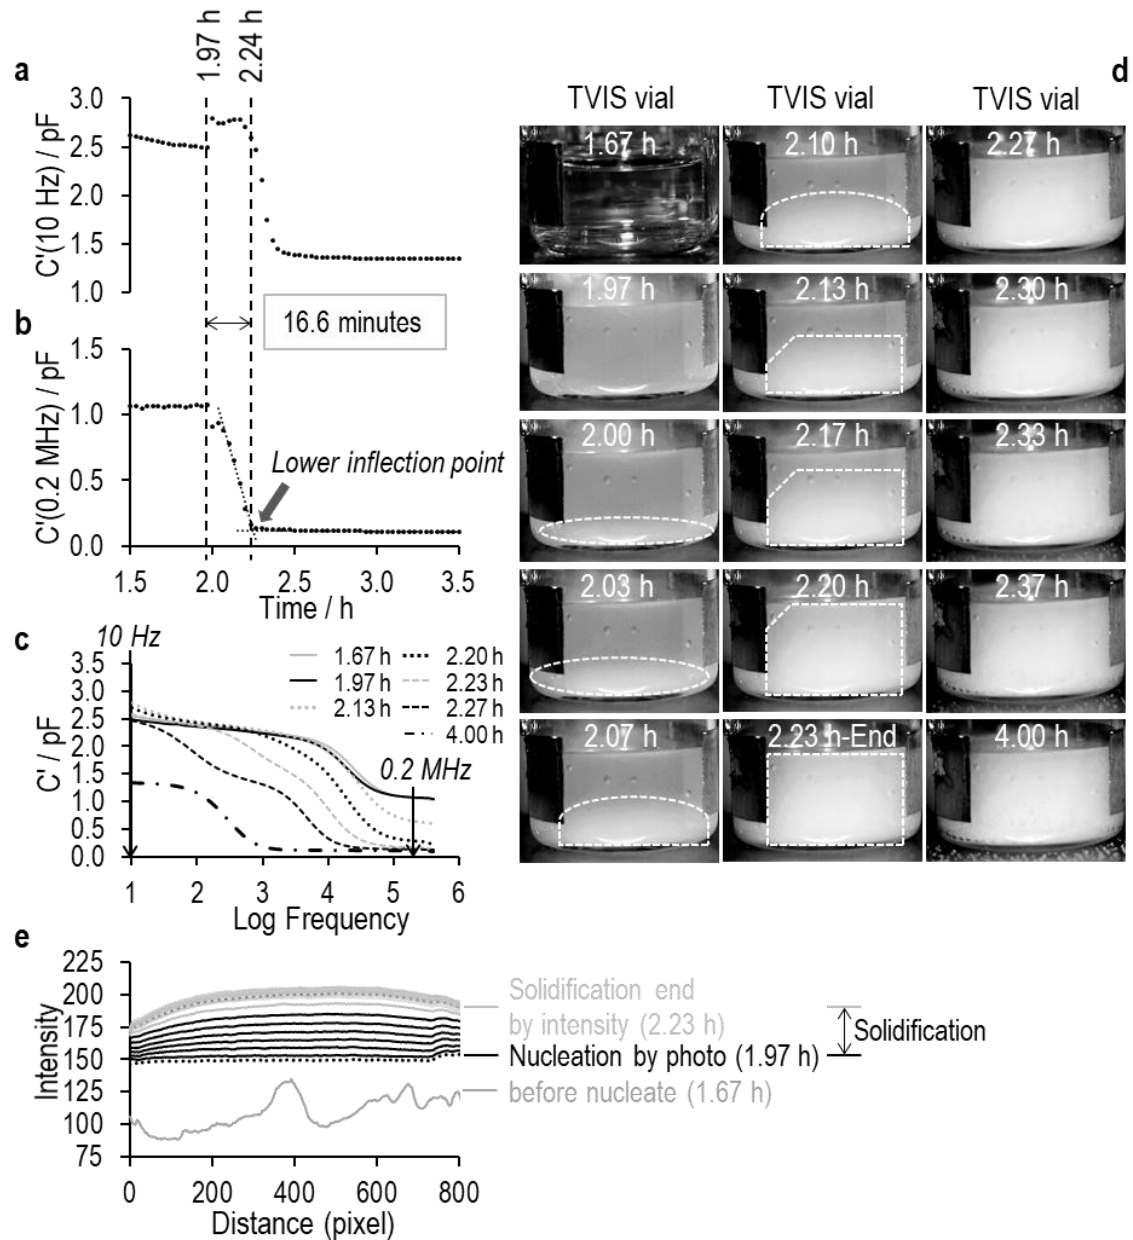 a
1.97 h
2.24 h
3.0
2.5
2.0
1.5
1.0
C'(10 Hz) / pF
16.6 minutes
b
1.5
1.0
0.5
0.0
C'(0.2 MHz) / pF
Lower inflection point
1.5 2.0 2.5 3.0 3.5
Time / h
c
10 Hz
3.5
3.0
2.5
2.0
1.5
1.0
0.5
0.0
C' / pF
1.67 h 2.20 h
1.97 h 2.23 h
2.13 h 2.27 h
4.00 h
0.2 MHz
1 2 3 4 5 6
Log Frequency
d
TVIS vial TVIS vial TVIS vial
1.67 h 2.10 h 2.27 h
1.97 h 2.13 h 2.30 h
2.00 h 2.17 h 2.33 h
2.03 h 2.20 h 2.37 h
2.07 h 2.23 h-End 4.00 h
e
225
200
175
150
125
100
75
Intensity
0 200 400 600 800
Distance (pixel)
Solidification end
by intensity (2.23 h)
Nucleation by photo (1.97 h)
before nucleate (1.67 h)
Solidification